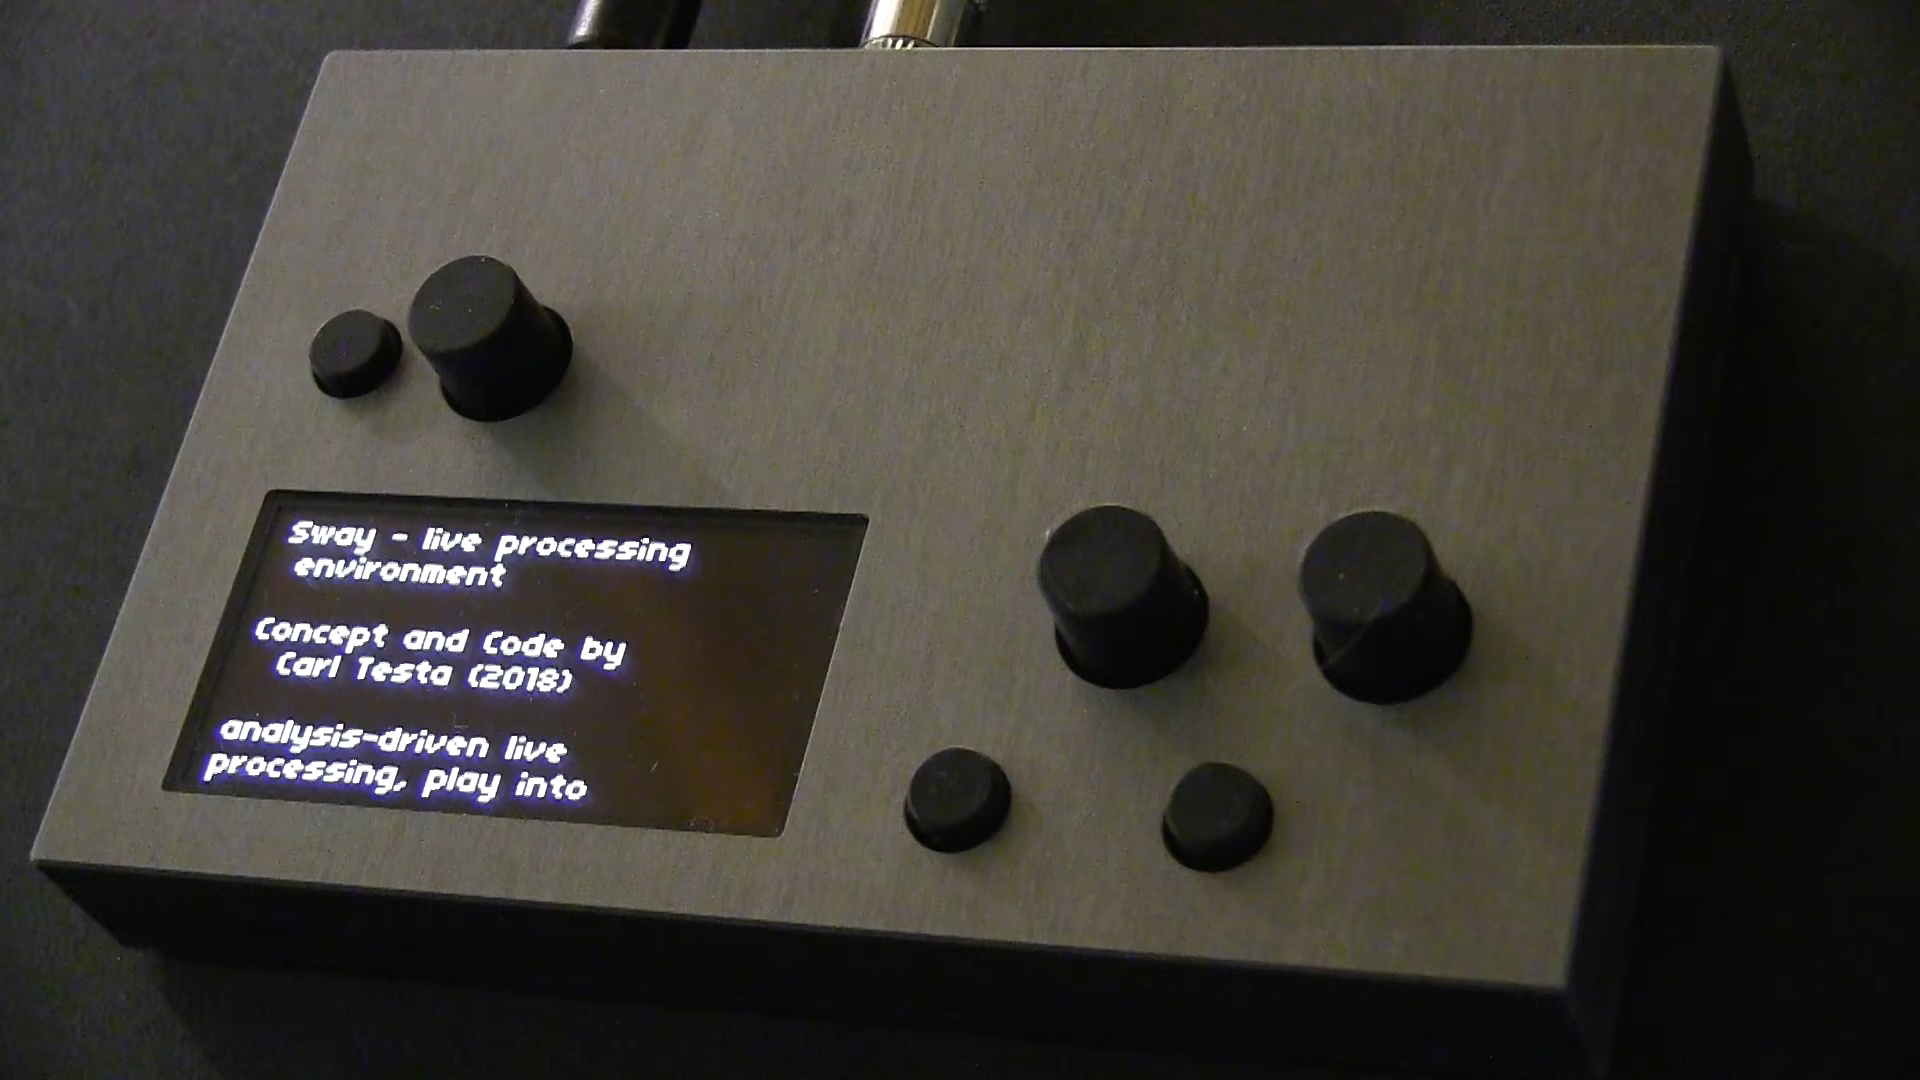 Sway - live processing
environment
Concept and Code by
Carl Testa (2018)
analysis-driven live
processing, play into